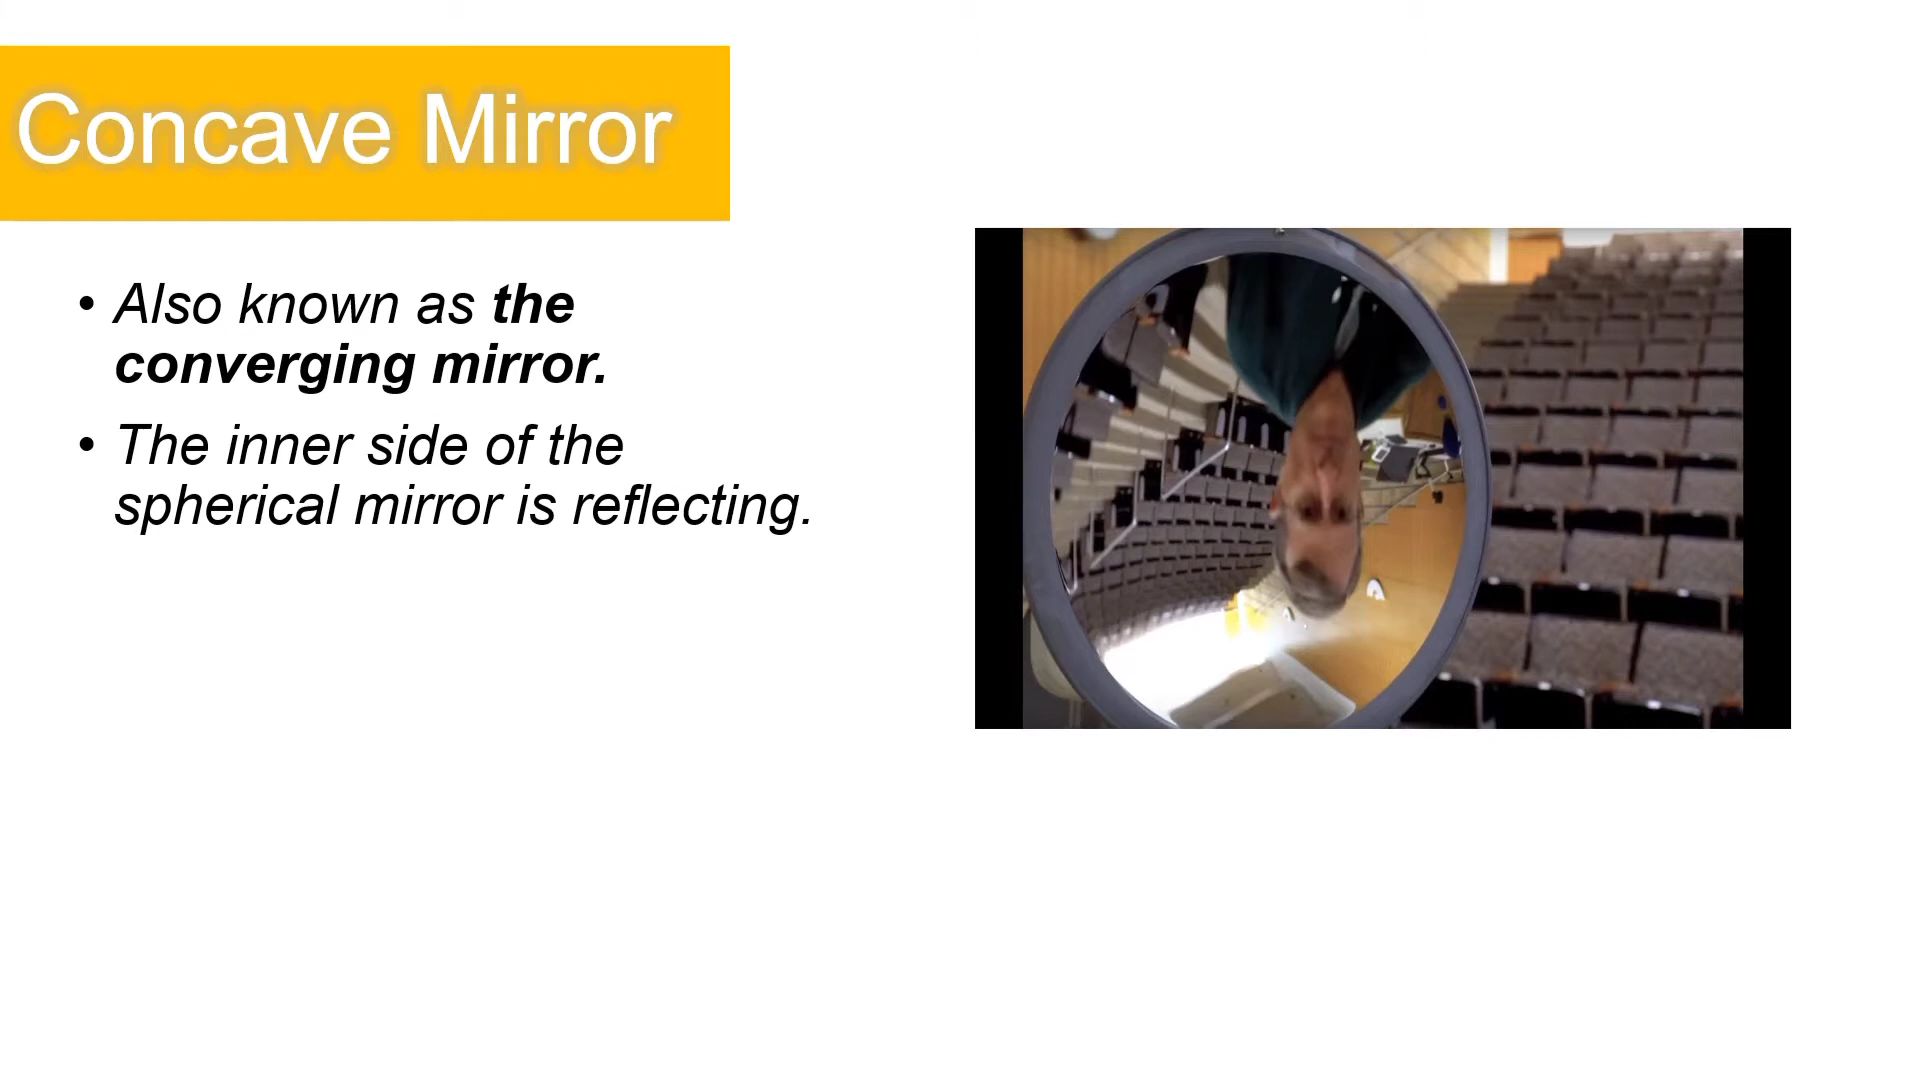 Concave Mirror
• Also known as the
converging mirror.
• The inner side of the
spherical mirror is reflecting.